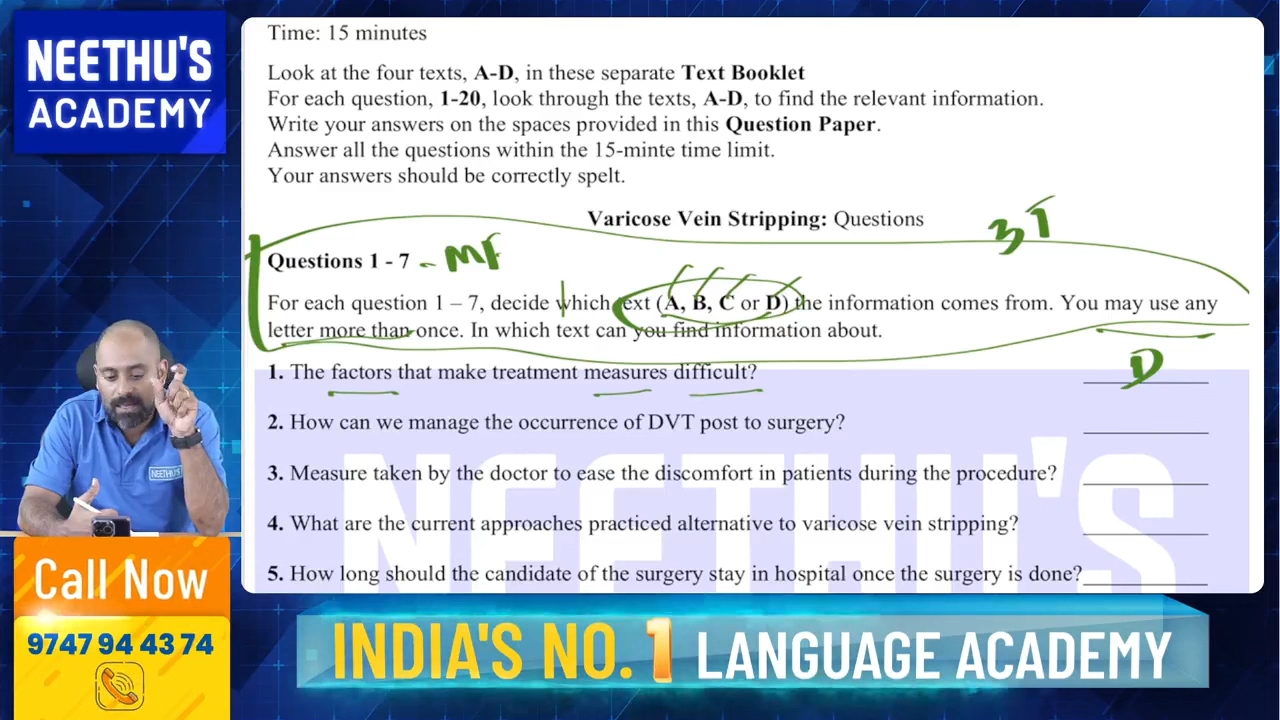 NEETHU'S
ACADEMY
Time: 15 minutes
Look at the four texts, A-D, in these separate Text Booklet
For each question, 1-20, look through the texts, A-D, to find the relevant information.
Write your answers on the spaces provided in this Question Paper.
Answer all the questions within the 15-minte time limit.
Your answers should be correctly spelt.
Varicose Vein Stripping: Questions
3T
Questions 1 - 7 - MF
For each question 1 – 7, decide which text (A, B, C or D) the information comes from. You may use any
letter more than once. In which text can you find information about.
1. The factors that make treatment measures difficult? D
2. How can we manage the occurrence of DVT post to surgery? __________
3. Measure taken by the doctor to ease the discomfort in patients during the procedure? __________
4. What are the current approaches practiced alternative to varicose vein stripping? __________
5. How long should the candidate of the surgery stay in hospital once the surgery is done?__________
NEETHU'S
NEETHU'S
Call Now
9747 94 43 74
INDIA'S NO. 1 LANGUAGE ACADEMY